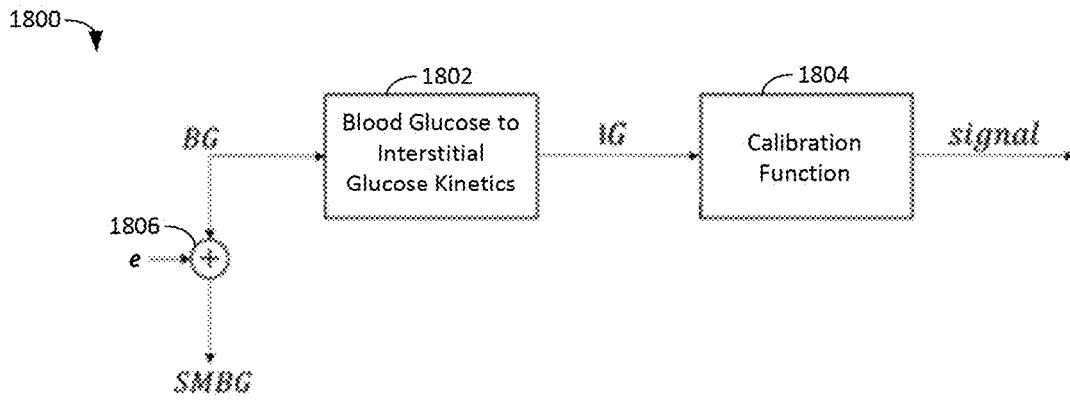 1800
1802
1804
BG
Blood Glucose to
Interstitial
Glucose Kinetics
IG
Calibration
Function
signal
1806
e
+
SMBG